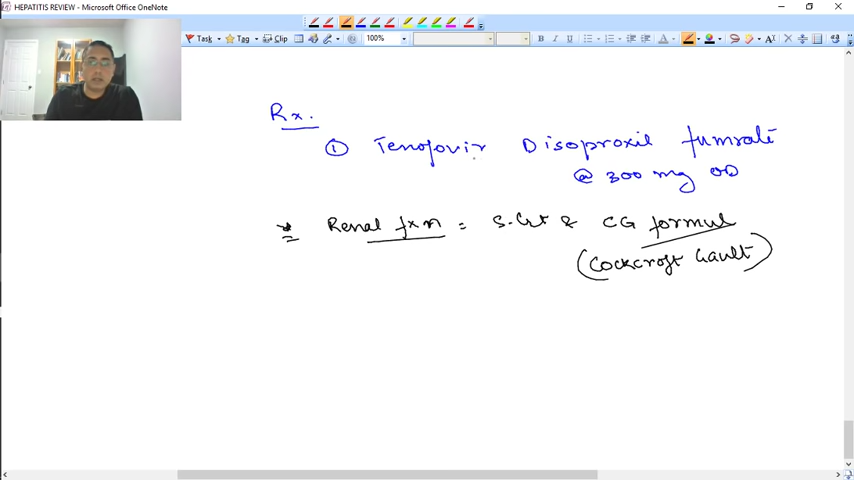 HEPATITIS REVIEW - Microsoft Office OneNote
Task
Tag
Clip
100%
Rx.
① Tenofovir Disoproxil fumrate
@ 300 mg OD
* Renal fxn = S.Crt & CG formul
(Cockcroft Gault)